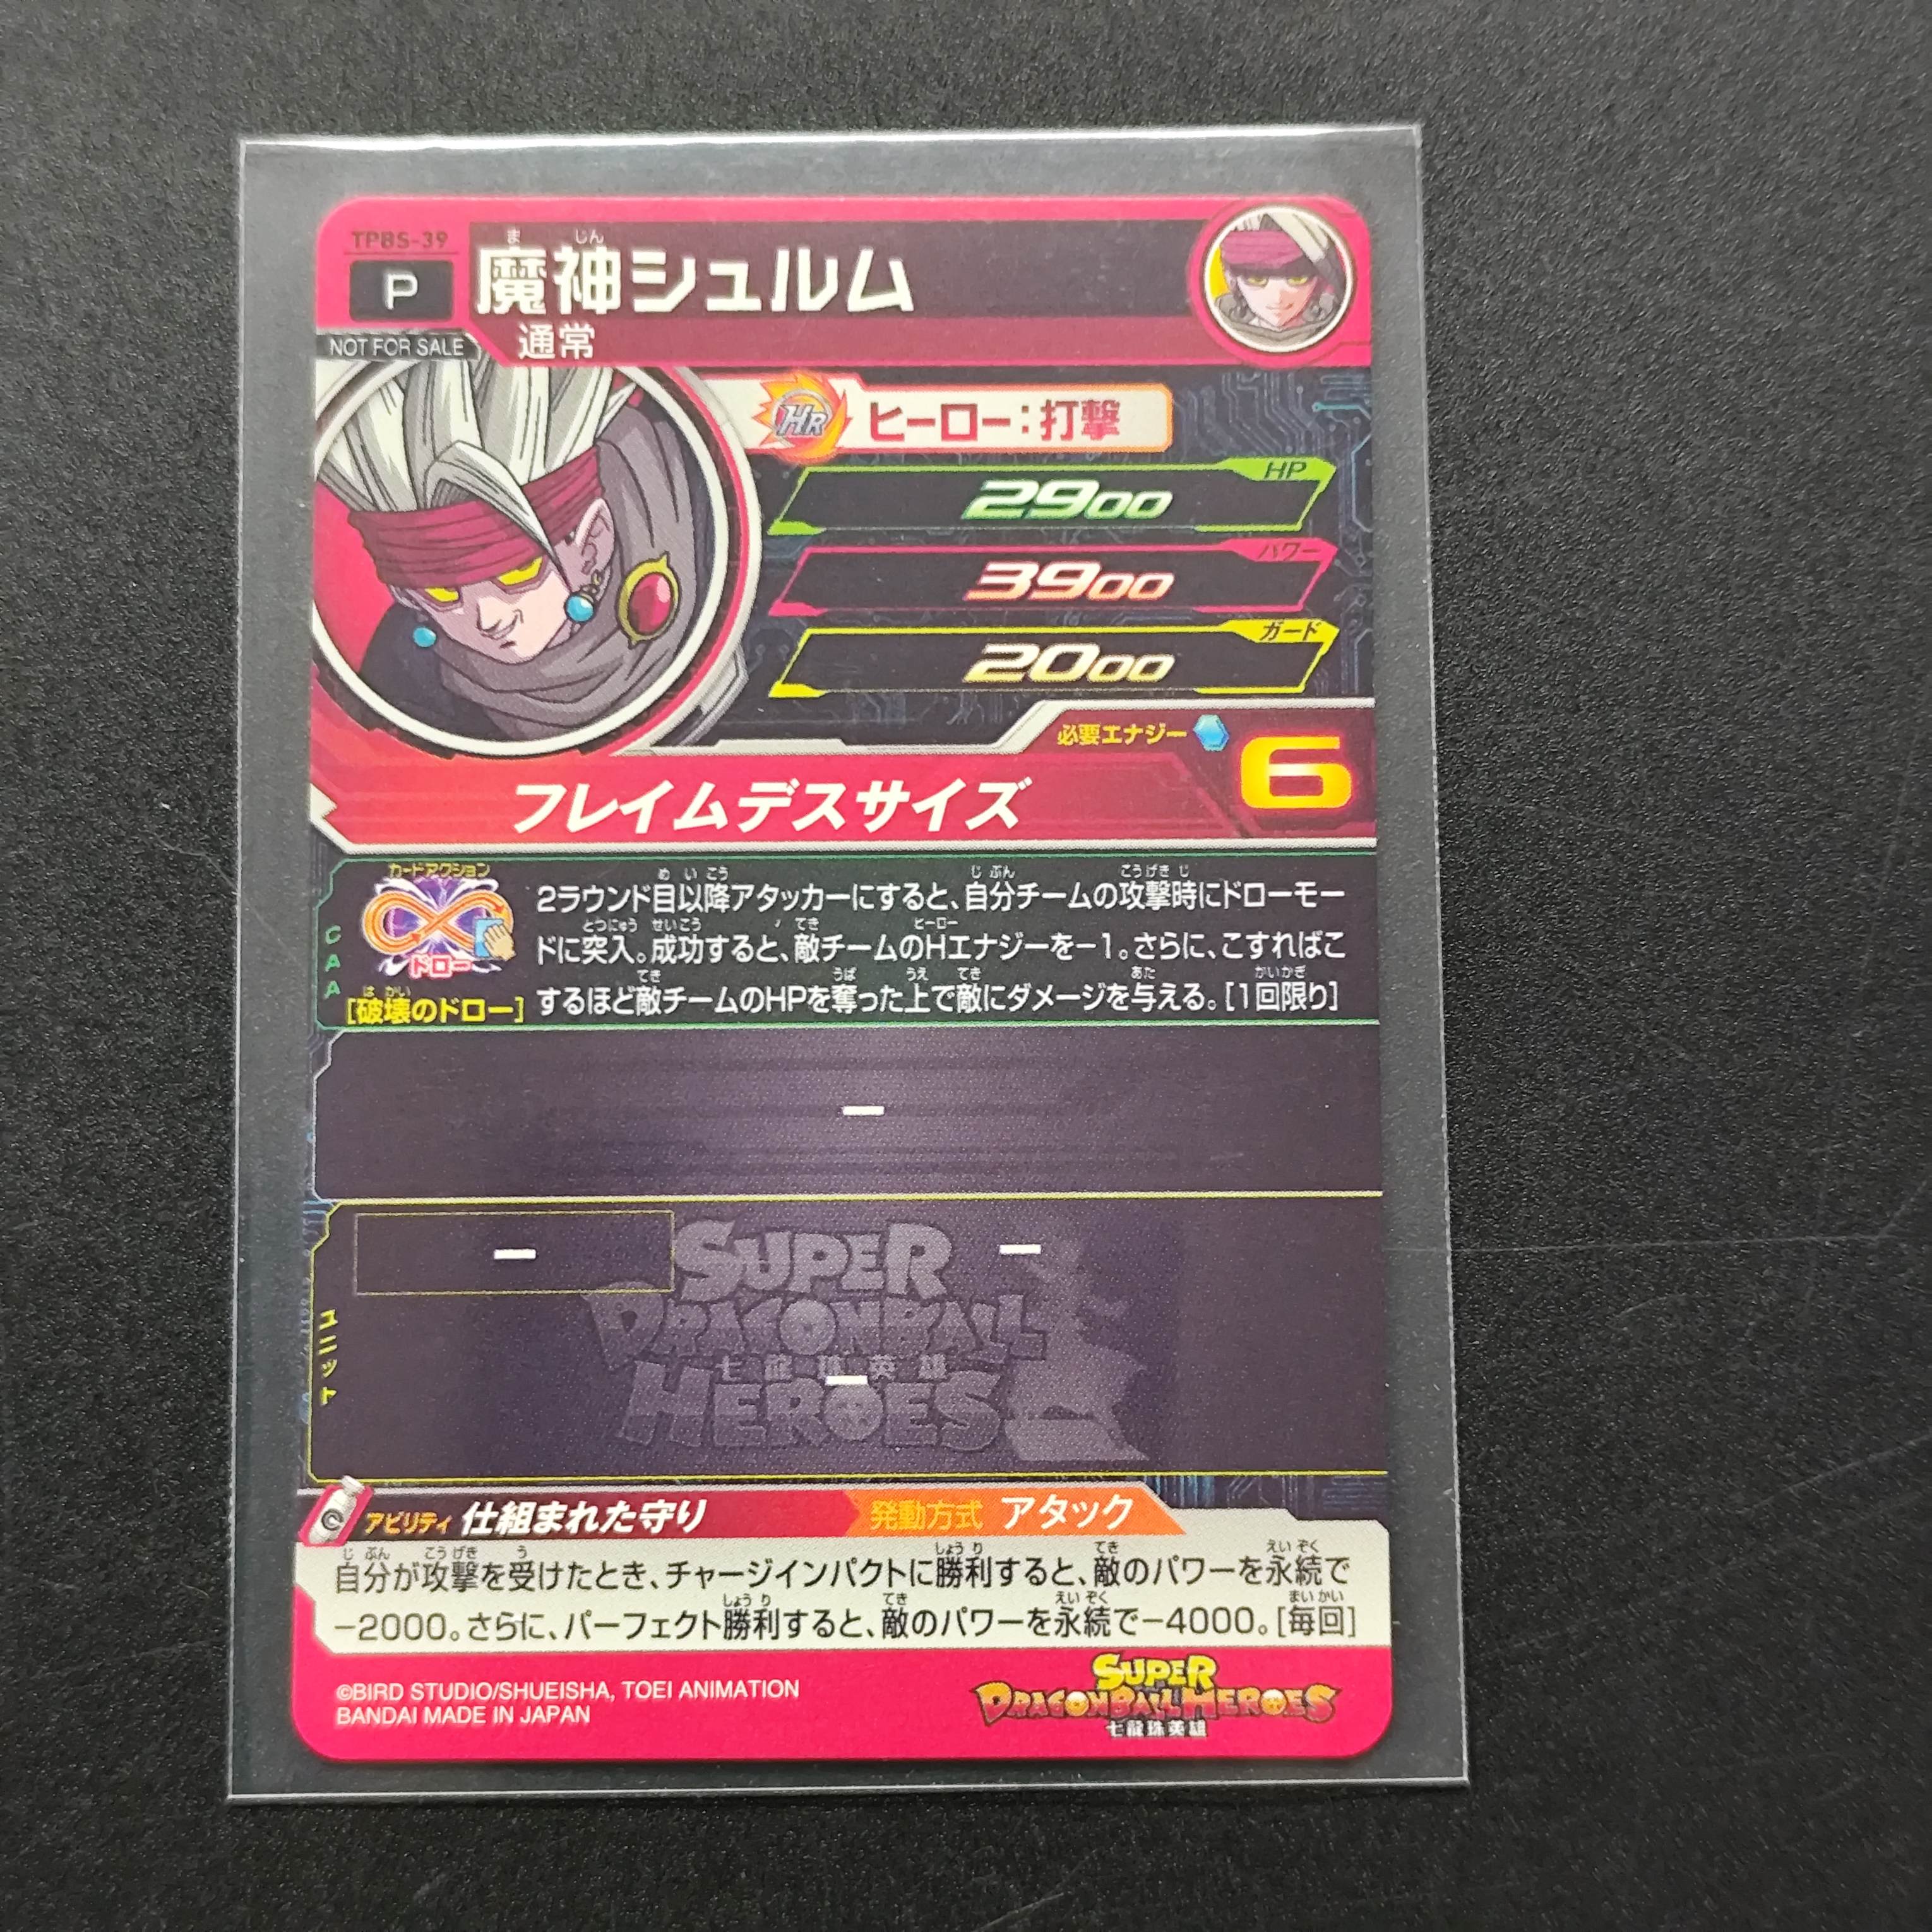 TPBS-39
P
魔神シュルム
ま じん
NOT FOR SALE
通常
HR
ヒーロー：打撃
HP
2900
パワー
3900
ガード
2000
必要エナジー
6
フレイムデスサイズ
CAA
カードアクション
ドロー
[破壊のドロー]
は かい
め い こう じ ぶん こうげき じ
2ラウンド目以降アタッカーにすると、自分チームの攻撃時にドローモー
とつにゅう せいこう てき ヒーロー
ドに突入。成功すると、敵チームのHエナジーを−1。さらに、こすればこ
てき うば うえ てき あた かいかぎ
するほど敵チームのHPを奪った上で敵にダメージを与える。[1回限り]
−
ユニット
−
−
−
SUPER
DRAGONBALL
七龍珠英雄
HEROES
C
アビリティ 仕組まれた守り
発動方式 アタック
じ ぶん こう げき う しょう り てき えい ぞく
自分が攻撃を受けたとき、チャージインパクトに勝利すると、敵のパワーを永続で
しょう り てき えい ぞく まい かい
−2000。さらに、パーフェクト勝利すると、敵のパワーを永続で−4000。[毎回]
©BIRD STUDIO/SHUEISHA, TOEI ANIMATION
BANDAI MADE IN JAPAN
SUPER
DRAGONBALL HEROES
七龍珠英雄